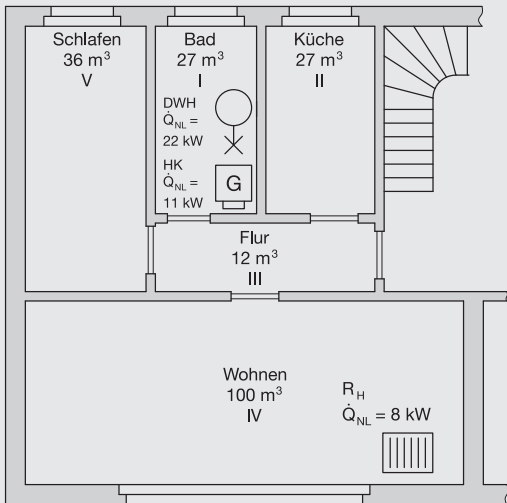 Schlafen
36 m³
V
Bad
27 m³
I
Küche
27 m³
II
DWH
Q̇NL =
22 kW
HK
Q̇NL =
11 kW
G
Flur
12 m³
III
Wohnen
100 m³
IV
RH
Q̇NL = 8 kW